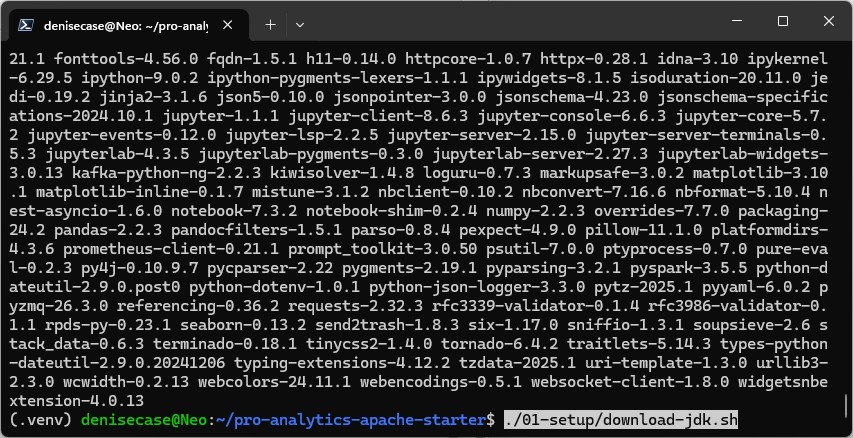 denisecase@Neo: ~/pro-analy
21.1 fonttools-4.56.0 fqdn-1.5.1 h11-0.14.0 httpcore-1.0.7 httpx-0.28.1 idna-3.10 ipykernel
-6.29.5 ipython-9.0.2 ipython-pygments-lexers-1.1.1 ipywidgets-8.1.5 isoduration-20.11.0 je
di-0.19.2 jinja2-3.1.6 json5-0.10.0 jsonpointer-3.0.0 jsonschema-4.23.0 jsonschema-specific
ations-2024.10.1 jupyter-1.1.1 jupyter-client-8.6.3 jupyter-console-6.6.3 jupyter-core-5.7.
2 jupyter-events-0.12.0 jupyter-lsp-2.2.5 jupyter-server-2.15.0 jupyter-server-terminals-0.
5.3 jupyterlab-4.3.5 jupyterlab-pygments-0.3.0 jupyterlab-server-2.27.3 jupyterlab-widgets-
3.0.13 kafka-python-ng-2.2.3 kiwisolver-1.4.8 loguru-0.7.3 markupsafe-3.0.2 matplotlib-3.10
.1 matplotlib-inline-0.1.7 mistune-3.1.2 nbclient-0.10.2 nbconvert-7.16.6 nbformat-5.10.4 n
est-asyncio-1.6.0 notebook-7.3.2 notebook-shim-0.2.4 numpy-2.2.3 overrides-7.7.0 packaging-
24.2 pandas-2.2.3 pandocfilters-1.5.1 parso-0.8.4 pexpect-4.9.0 pillow-11.1.0 platformdirs-
4.3.6 prometheus-client-0.21.1 prompt_toolkit-3.0.50 psutil-7.0.0 ptyprocess-0.7.0 pure-eva
l-0.2.3 py4j-0.10.9.7 pycparser-2.22 pygments-2.19.1 pyparsing-3.2.1 pyspark-3.5.5 python-d
ateutil-2.9.0.post0 python-dotenv-1.0.1 python-json-logger-3.3.0 pytz-2025.1 pyyaml-6.0.2 p
yzmq-26.3.0 referencing-0.36.2 requests-2.32.3 rfc3339-validator-0.1.4 rfc3986-validator-0.
1.1 rpds-py-0.23.1 seaborn-0.13.2 send2trash-1.8.3 six-1.17.0 sniffio-1.3.1 soupsieve-2.6 s
tack_data-0.6.3 terminado-0.18.1 tinycss2-1.4.0 tornado-6.4.2 traitlets-5.14.3 types-python
-dateutil-2.9.0.20241206 typing-extensions-4.12.2 tzdata-2025.1 uri-template-1.3.0 urllib3-
2.3.0 wcwidth-0.2.13 webcolors-24.11.1 webencodings-0.5.1 websocket-client-1.8.0 widgetsnbe
xtension-4.0.13
(.venv) denisecase@Neo:~/pro-analytics-apache-starter$ ./01-setup/download-jdk.sh